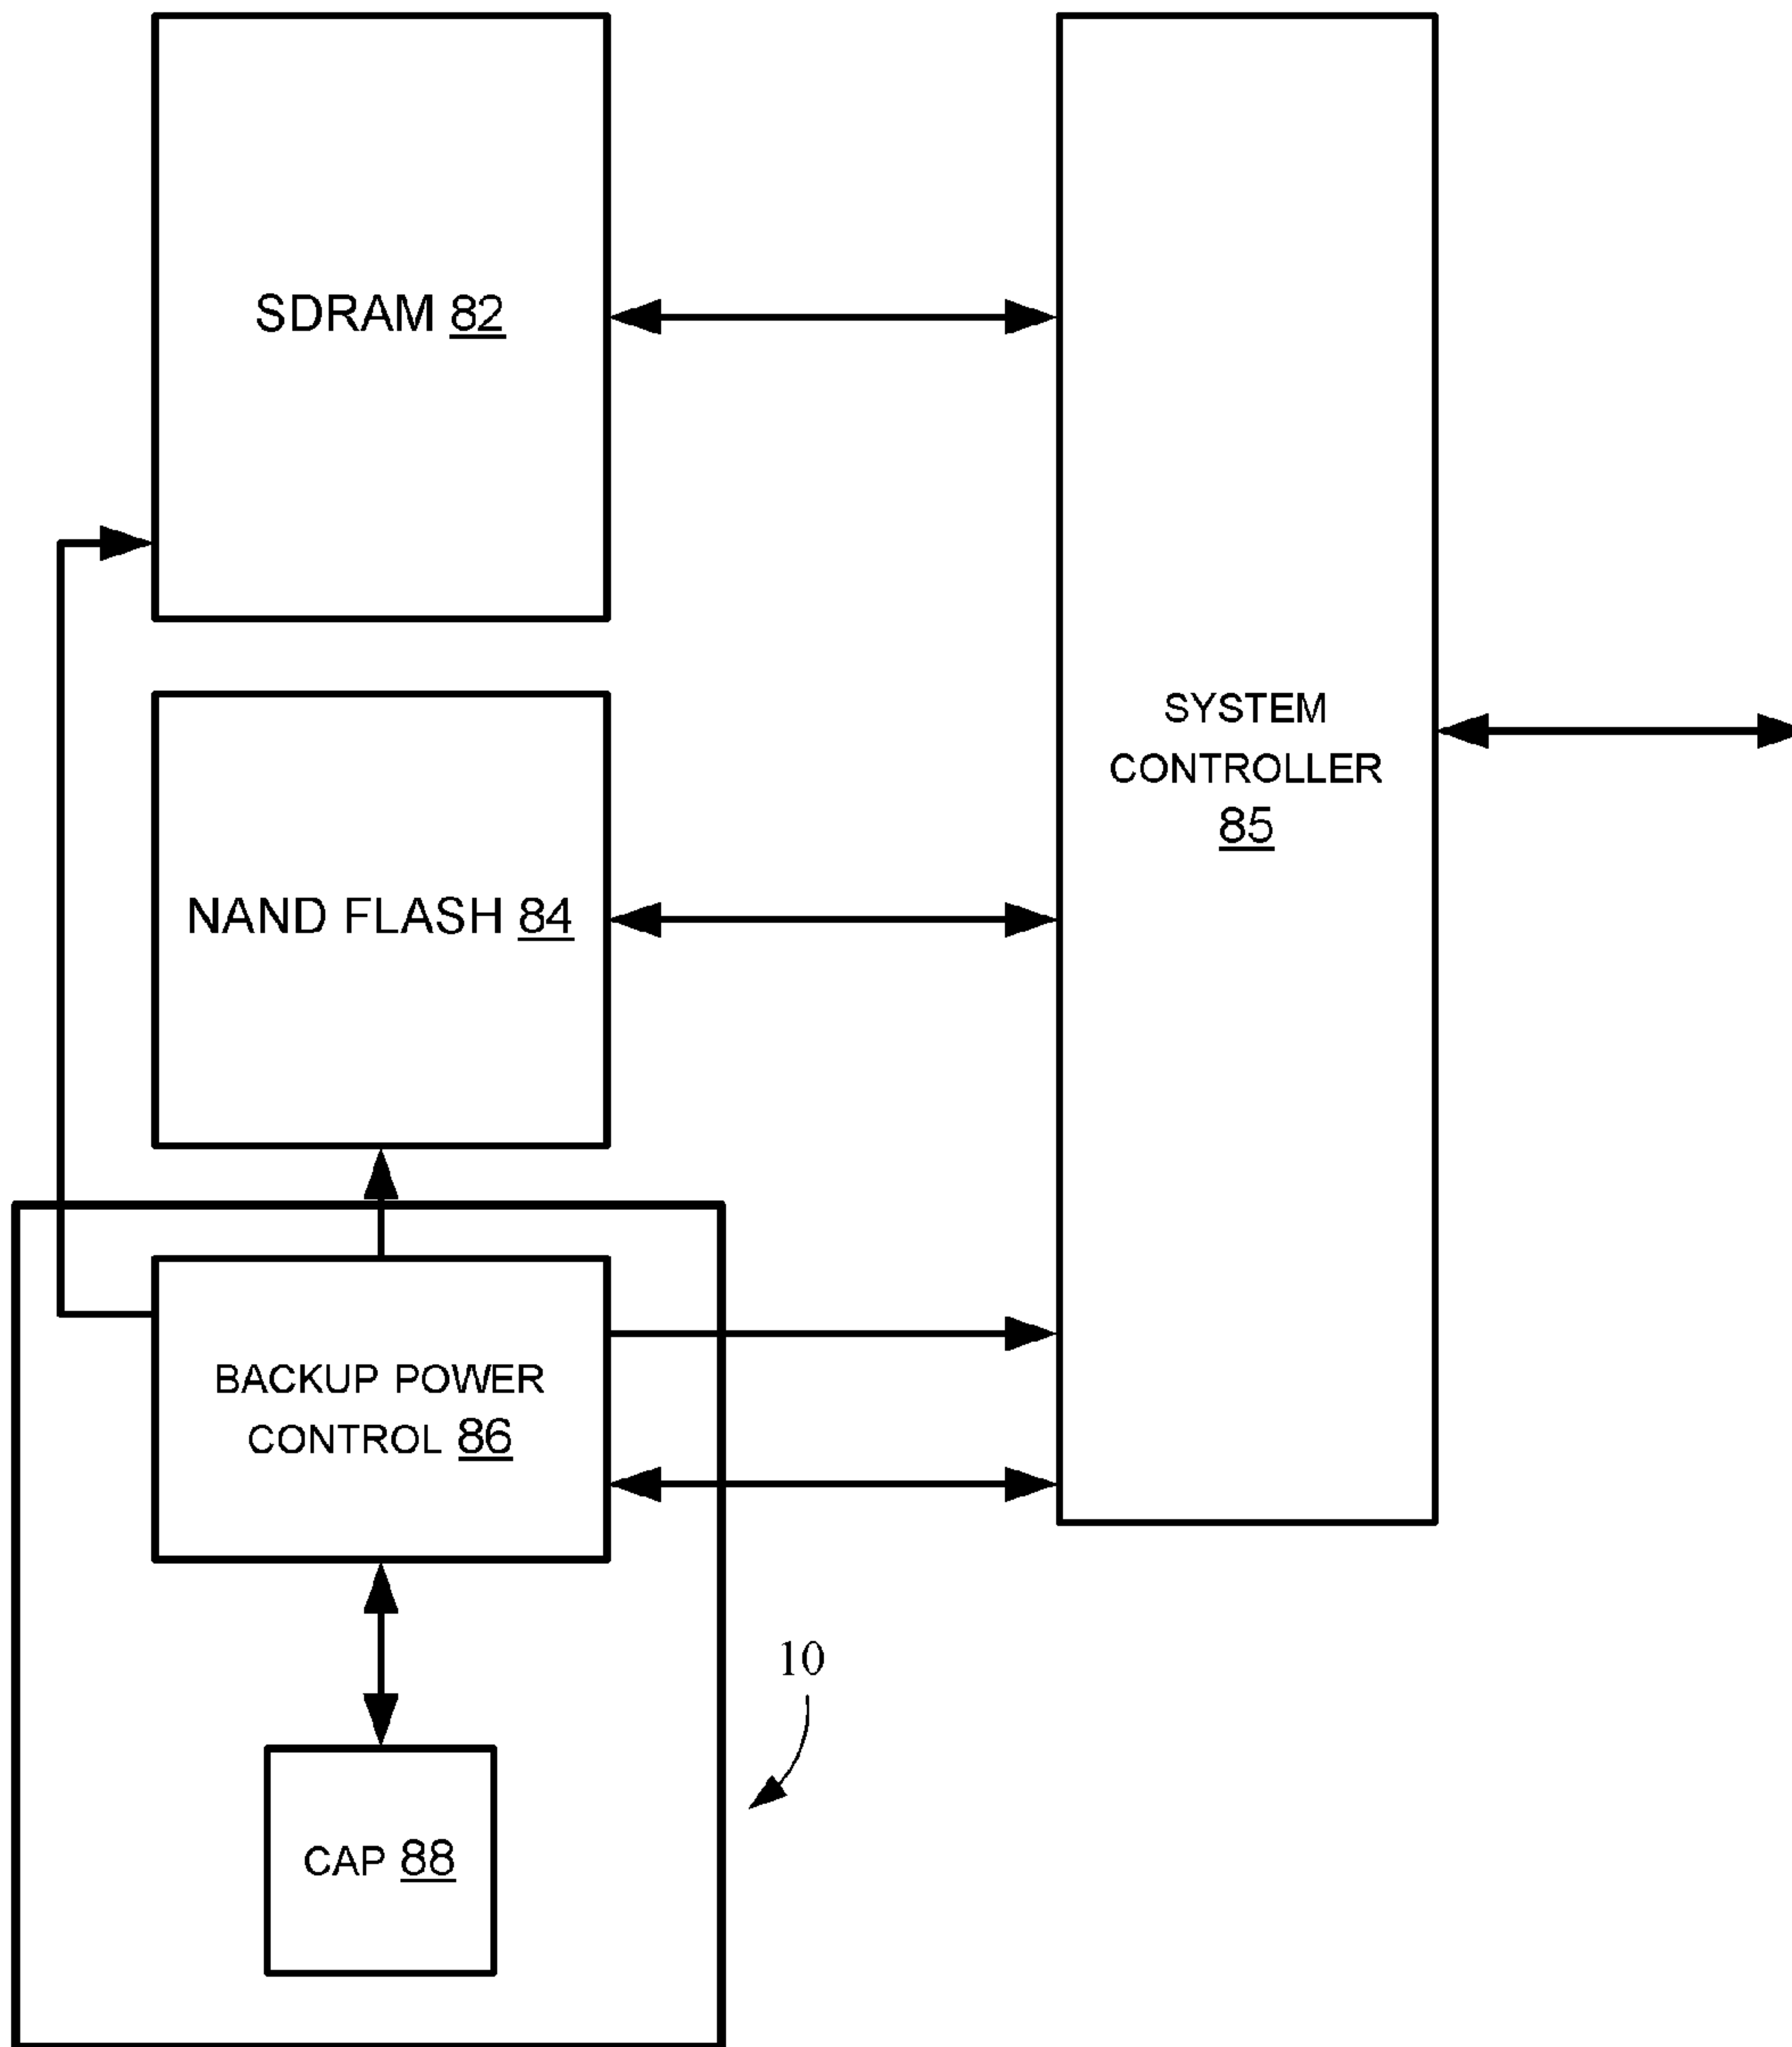 SDRAM 82
SYSTEM
CONTROLLER
85
NAND FLASH 84
BACKUP POWER
CONTROL 86
10
CAP 88